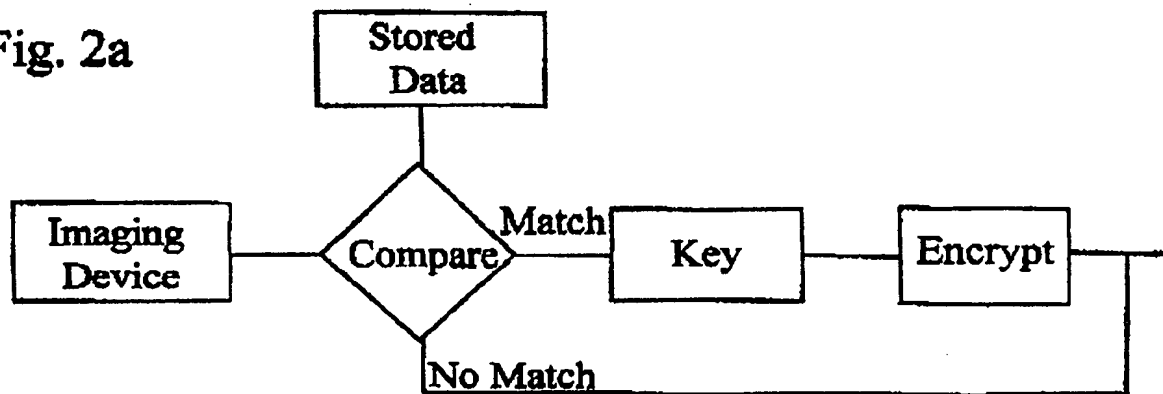 Fig. 2a
Stored
Data
Imaging
Device
Compare
Match
Key
Encrypt
No Match